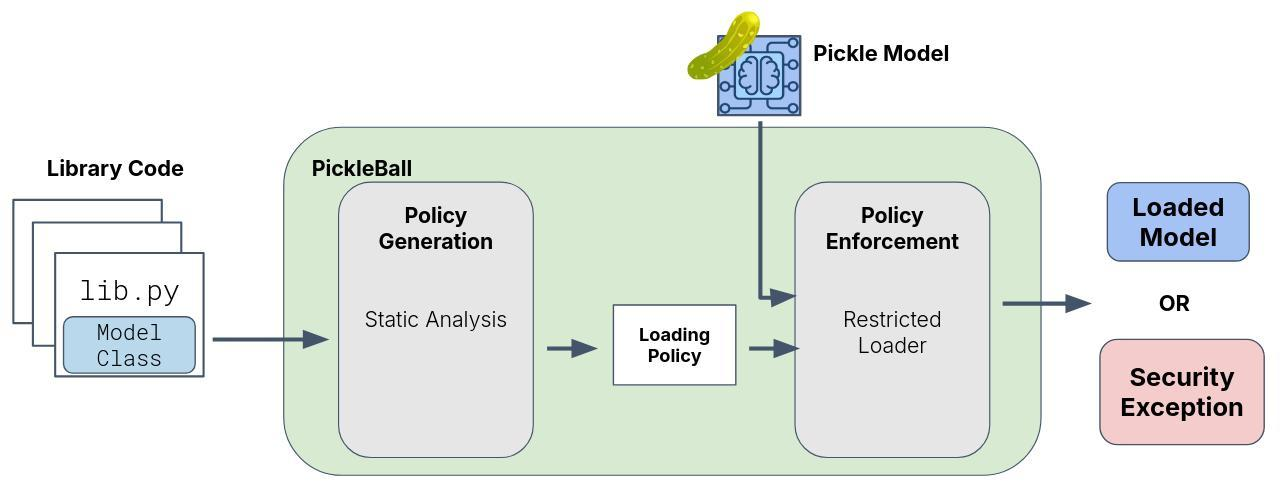 Pickle Model
Library Code
lib.py
Model
Class
PickleBall
Policy
Generation
Static Analysis
Loading
Policy
Policy
Enforcement
Restricted
Loader
Loaded
Model
OR
Security
Exception